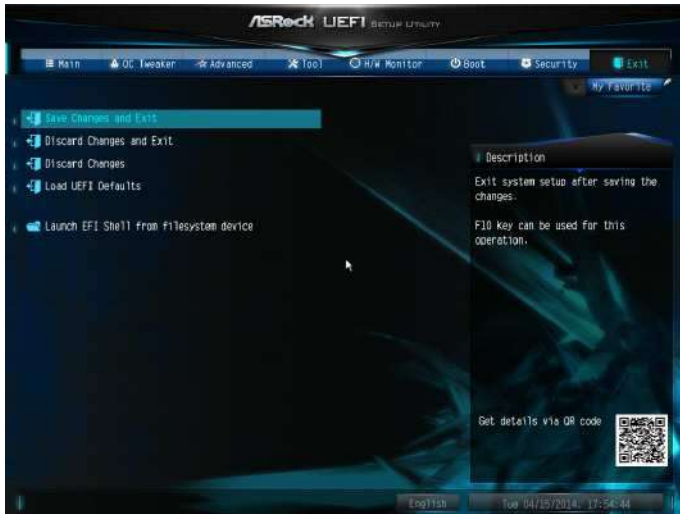 ASRock UEFI SETUP UTILITY
Main OC Tweaker Advanced Tool H/W Monitor Boot Security Exit
My Favorite
Save Changes and Exit
Discard Changes and Exit
Discard Changes
Load UEFI Defaults
Launch EFI Shell from filesystem device
Description
Exit system setup after saving the
changes.
F10 key can be used for this
operation.
Get details via QR code
English
Tue 04/15/2014, 17:54:44